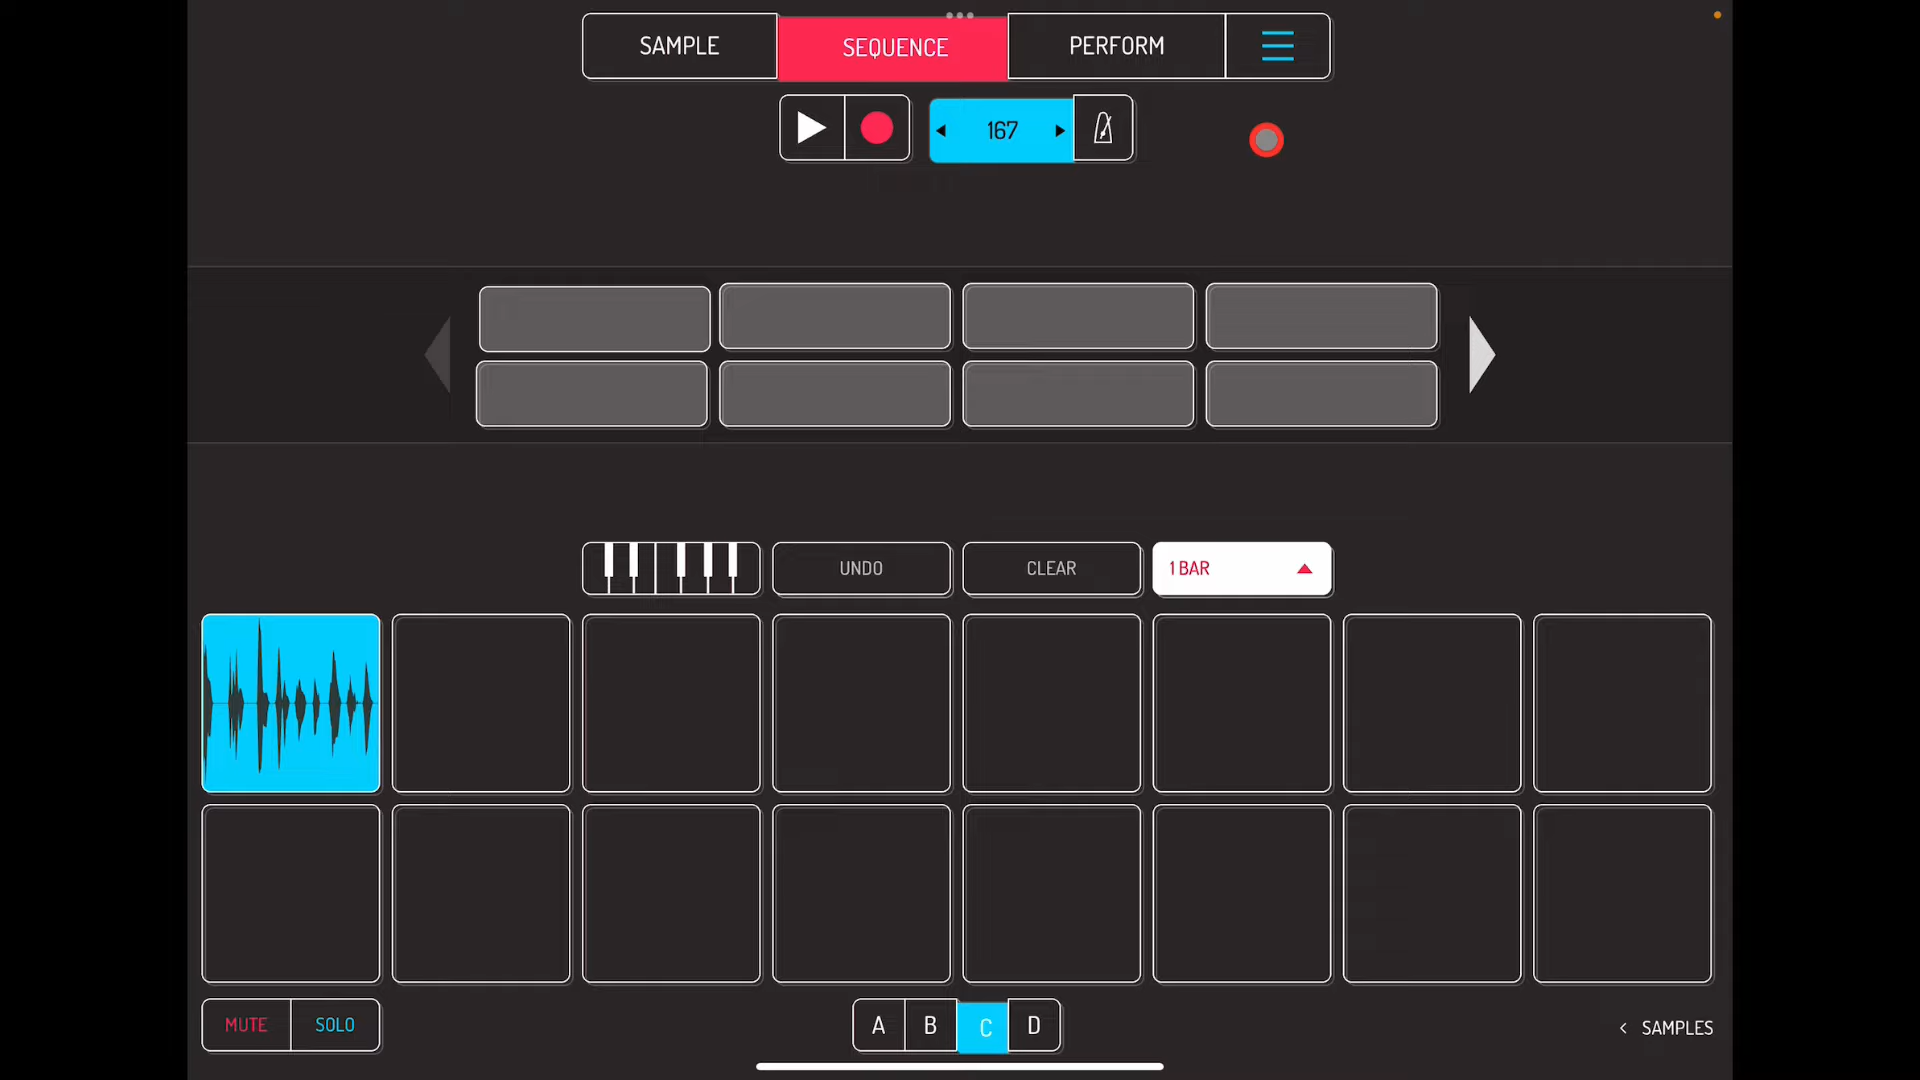 SAMPLE SEQUENCE PERFORM
167
UNDO CLEAR 1 BAR
MUTE SOLO A B C D < SAMPLES